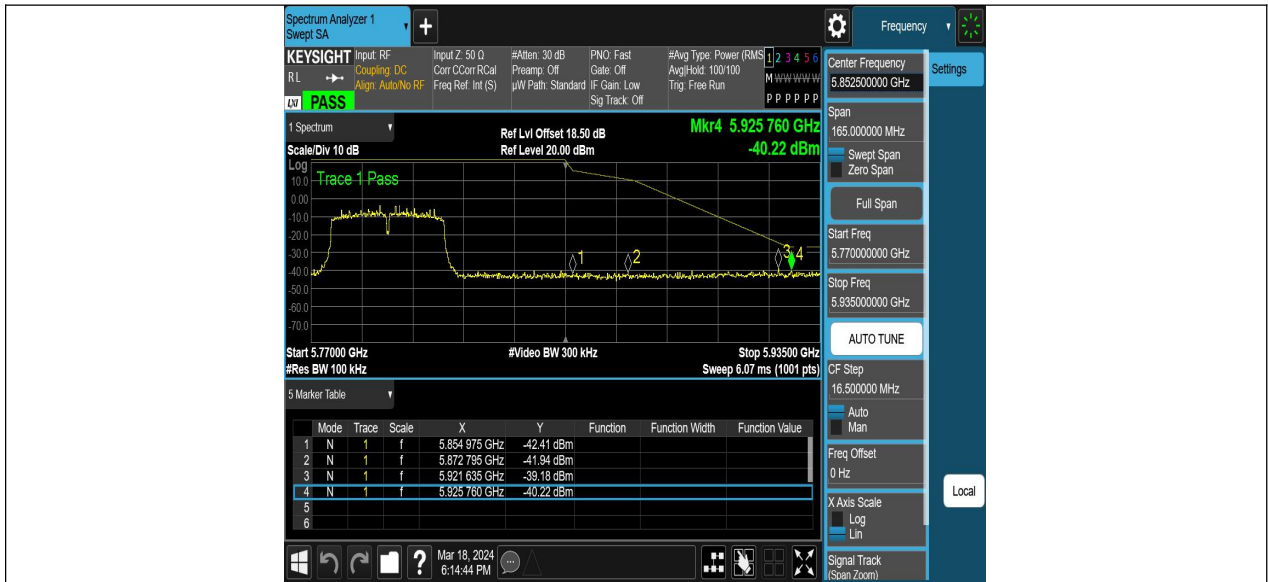 Spectrum Analyzer 1
Swept SA
+
Frequency
KEYSIGHT
RL
LXI PASS
Input: RF
Coupling: DC
Align: Auto/No RF
Input Z: 50 Ω
Corr CCorr RCal
Freq Ref: Int (S)
#Atten: 30 dB
Preamp: Off
µW Path: Standard
PNO: Fast
Gate: Off
IF Gain: Low
Sig Track: Off
#Avg Type: Power (RMS
Avg|Hold: 100/100
Trig: Free Run
1 2 3 4 5 6
M W W W W W
P P P P P P
1 Spectrum
Scale/Div 10 dB
Ref Lvl Offset 18.50 dB
Ref Level 20.00 dBm
Mkr4 5.925 760 GHz
-40.22 dBm
Log
Trace 1 Pass
10.0
0.00
-10.0
-20.0
-30.0
-40.0
-50.0
-60.0
-70.0
1
2
3
4
Start 5.77000 GHz
#Video BW 300 kHz
Stop 5.93500 GHz
#Res BW 100 kHz
Sweep 6.07 ms (1001 pts)
5 Marker Table
Mode Trace Scale X Y Function Function Width Function Value
1 N 1 f 5.854 975 GHz -42.41 dBm
2 N 1 f 5.872 795 GHz -41.94 dBm
3 N 1 f 5.921 635 GHz -39.18 dBm
4 N 1 f 5.925 760 GHz -40.22 dBm
5
6
?
Mar 18, 2024
6:14:44 PM
Center Frequency
5.852500000 GHz
Settings
Span
165.000000 MHz
Swept Span
Zero Span
Full Span
Start Freq
5.770000000 GHz
Stop Freq
5.935000000 GHz
AUTO TUNE
CF Step
16.500000 MHz
Auto
Man
Freq Offset
0 Hz
X Axis Scale
Log
Lin
Local
Signal Track
(Span Zoom)